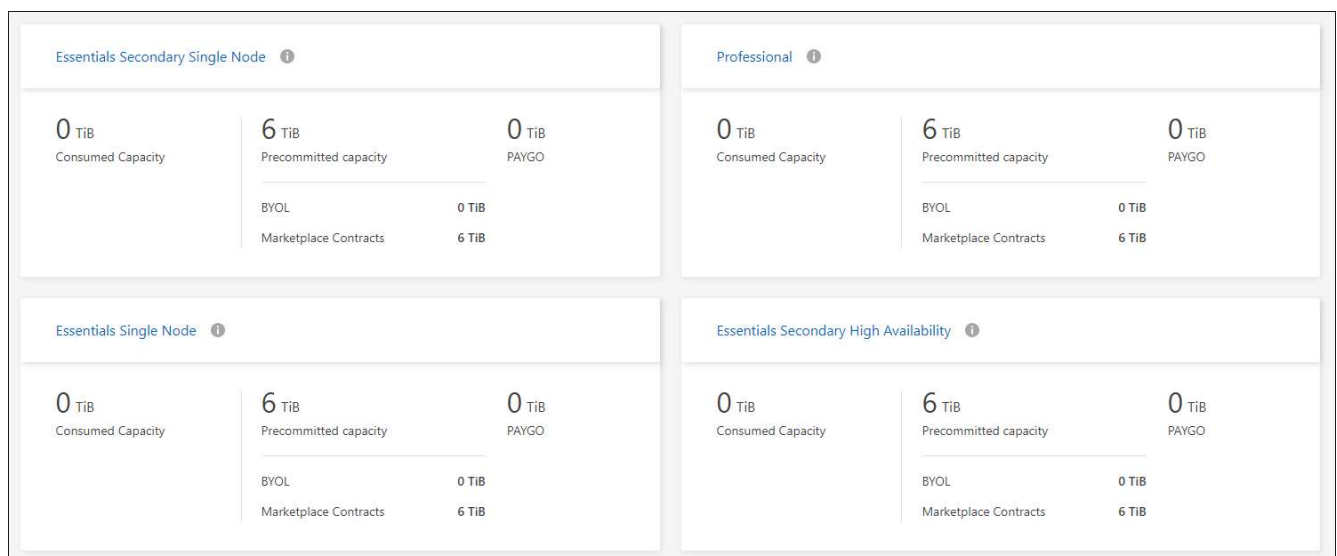 Essentials Secondary Single Node
0 TiB
Consumed Capacity
6 TiB
Precommitted capacity
0 TiB
PAYGO
BYOL 0 TiB
Marketplace Contracts 6 TiB
Professional
0 TiB
Consumed Capacity
6 TiB
Precommitted capacity
0 TiB
PAYGO
BYOL 0 TiB
Marketplace Contracts 6 TiB
Essentials Single Node
0 TiB
Consumed Capacity
6 TiB
Precommitted capacity
0 TiB
PAYGO
BYOL 0 TiB
Marketplace Contracts 6 TiB
Essentials Secondary High Availability
0 TiB
Consumed Capacity
6 TiB
Precommitted capacity
0 TiB
PAYGO
BYOL 0 TiB
Marketplace Contracts 6 TiB